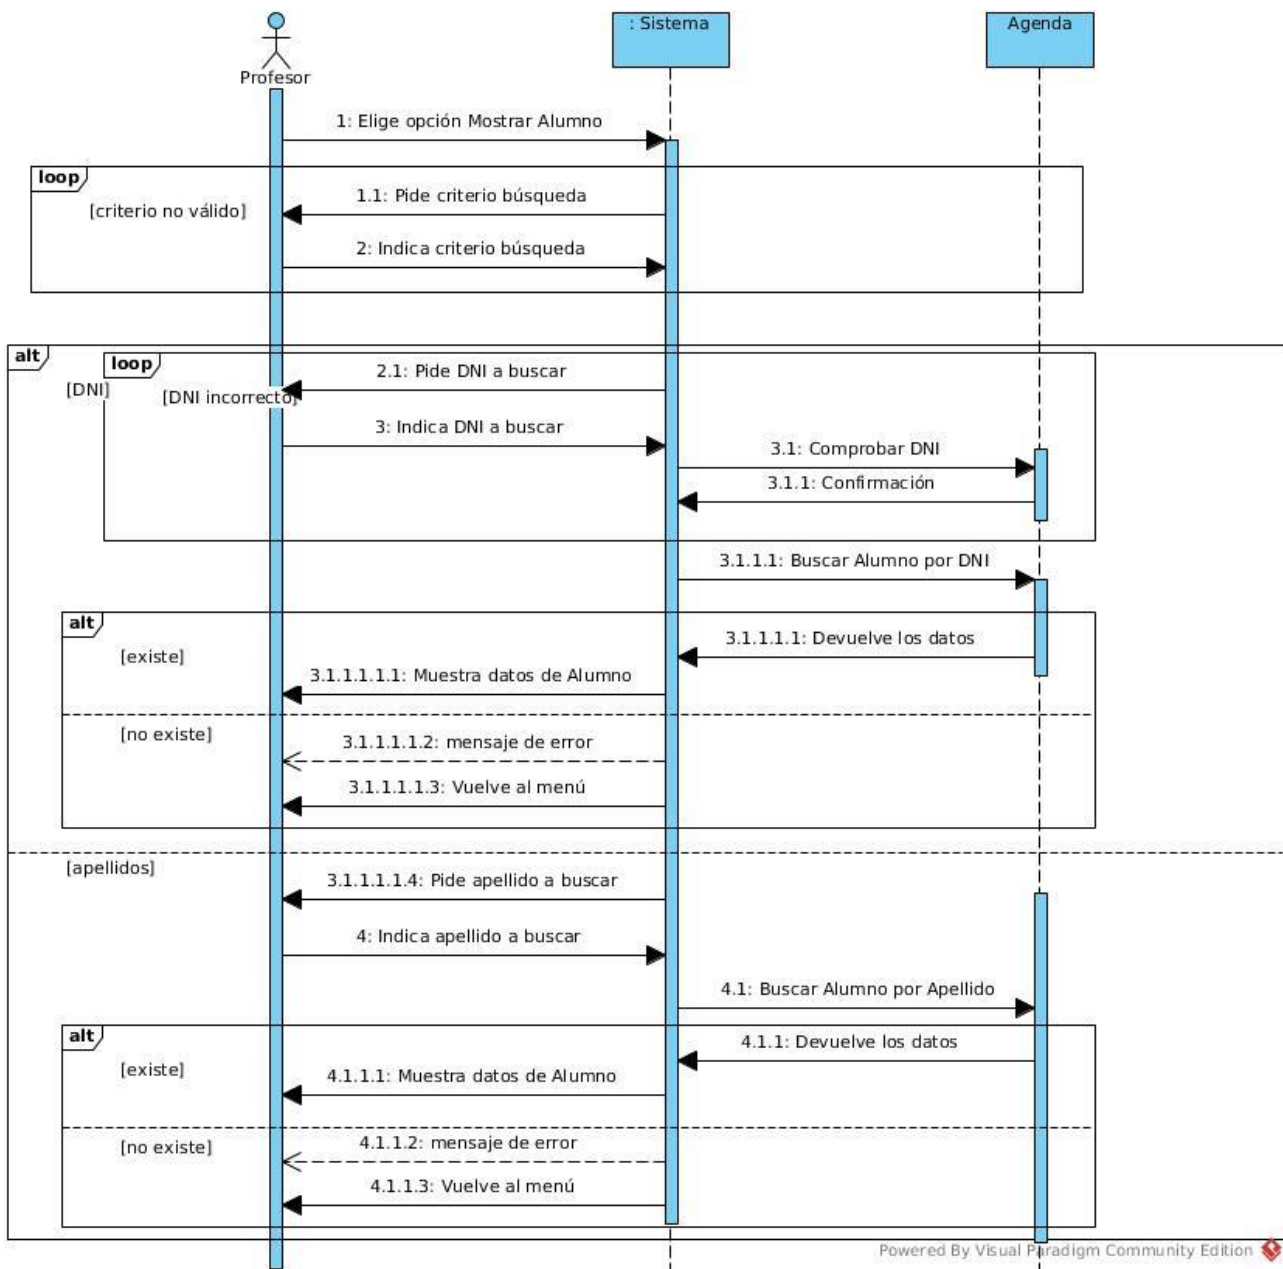 : Sistema
Agenda
Profesor
1: Elige opción Mostrar Alumno
loop
1.1: Pide criterio búsqueda
[criterio no válido]
2: Indica criterio búsqueda
alt
loop
2.1: Pide DNI a buscar
[DNI]
[DNI incorrecto]
3: Indica DNI a buscar
3.1: Comprobar DNI
3.1.1: Confirmación
3.1.1.1: Buscar Alumno por DNI
alt
3.1.1.1.1: Devuelve los datos
[existe]
3.1.1.1.1.1: Muestra datos de Alumno
[no existe]
3.1.1.1.1.2: mensaje de error
3.1.1.1.1.3: Vuelve al menú
[apellidos]
3.1.1.1.1.4: Pide apellido a buscar
4: Indica apellido a buscar
4.1: Buscar Alumno por Apellido
alt
4.1.1: Devuelve los datos
[existe]
4.1.1.1: Muestra datos de Alumno
[no existe]
4.1.1.2: mensaje de error
4.1.1.3: Vuelve al menú
Powered By Visual Paradigm Community Edition